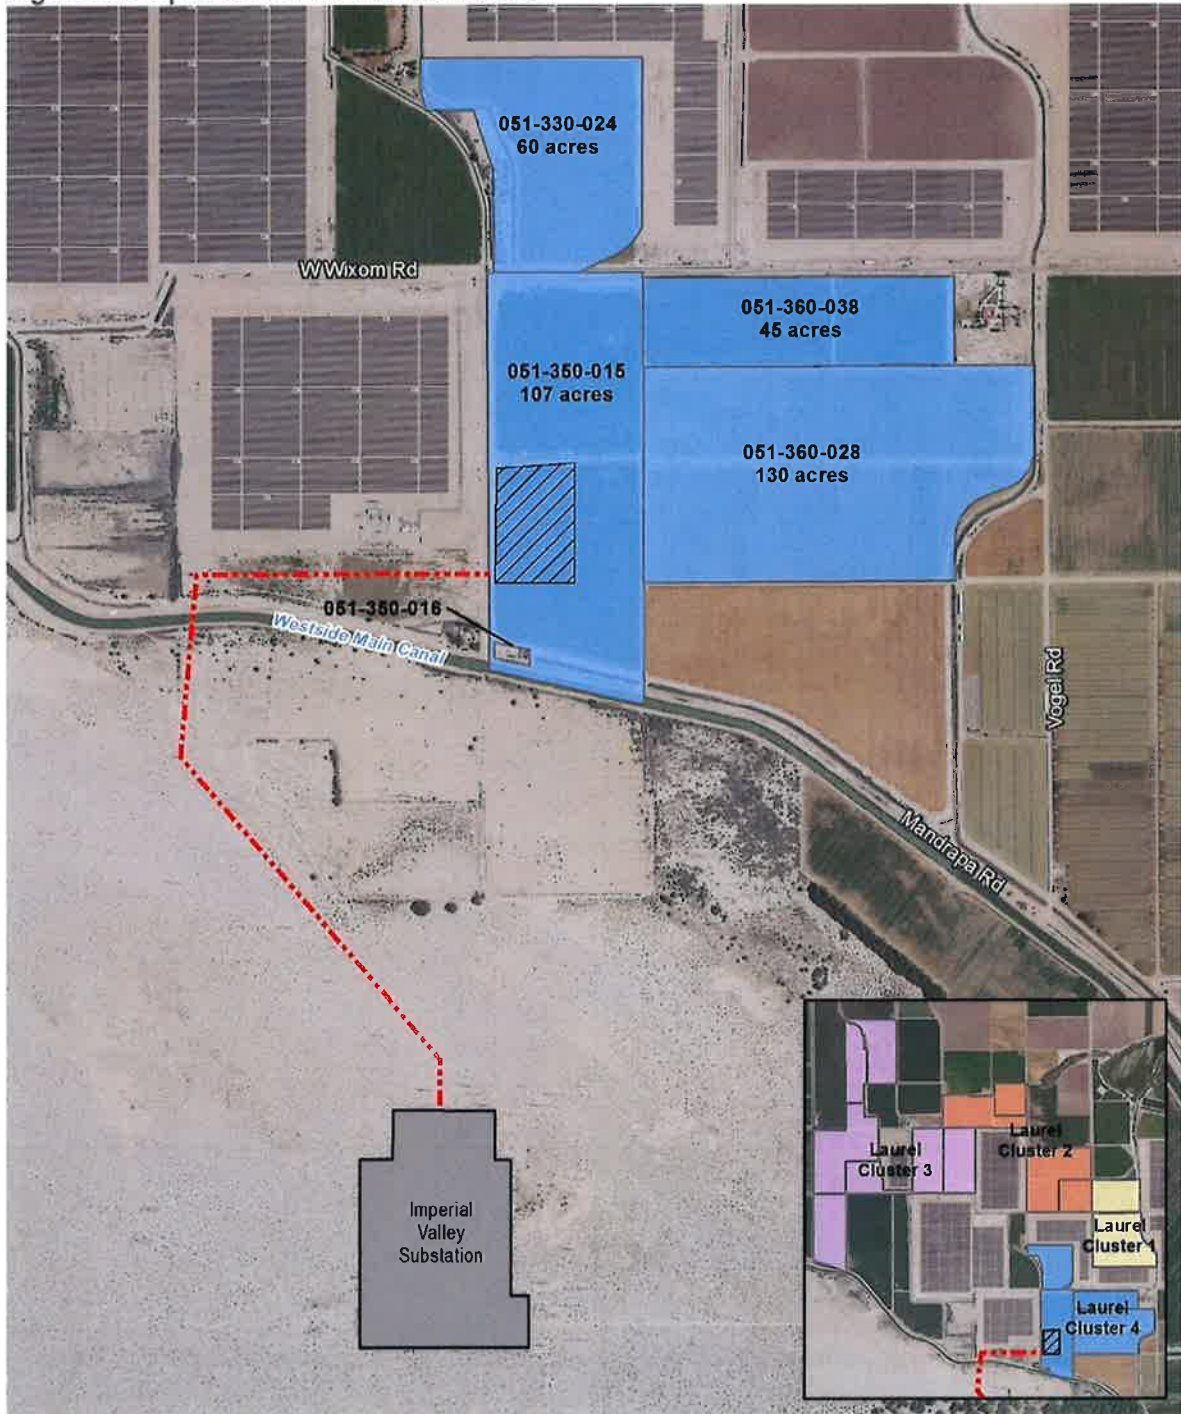 051-330-024
60 acres
W Wixom Rd
051-360-038
45 acres
051-350-015
107 acres
051-360-028
130 acres
051-350-016
Westside Main Canal
Vogel Rd
Mandrapa Rd
Imperial
Valley
Substation
Laurel
Cluster 3
Laurel
Cluster 2
Laurel
Cluster 1
Laurel
Cluster 4